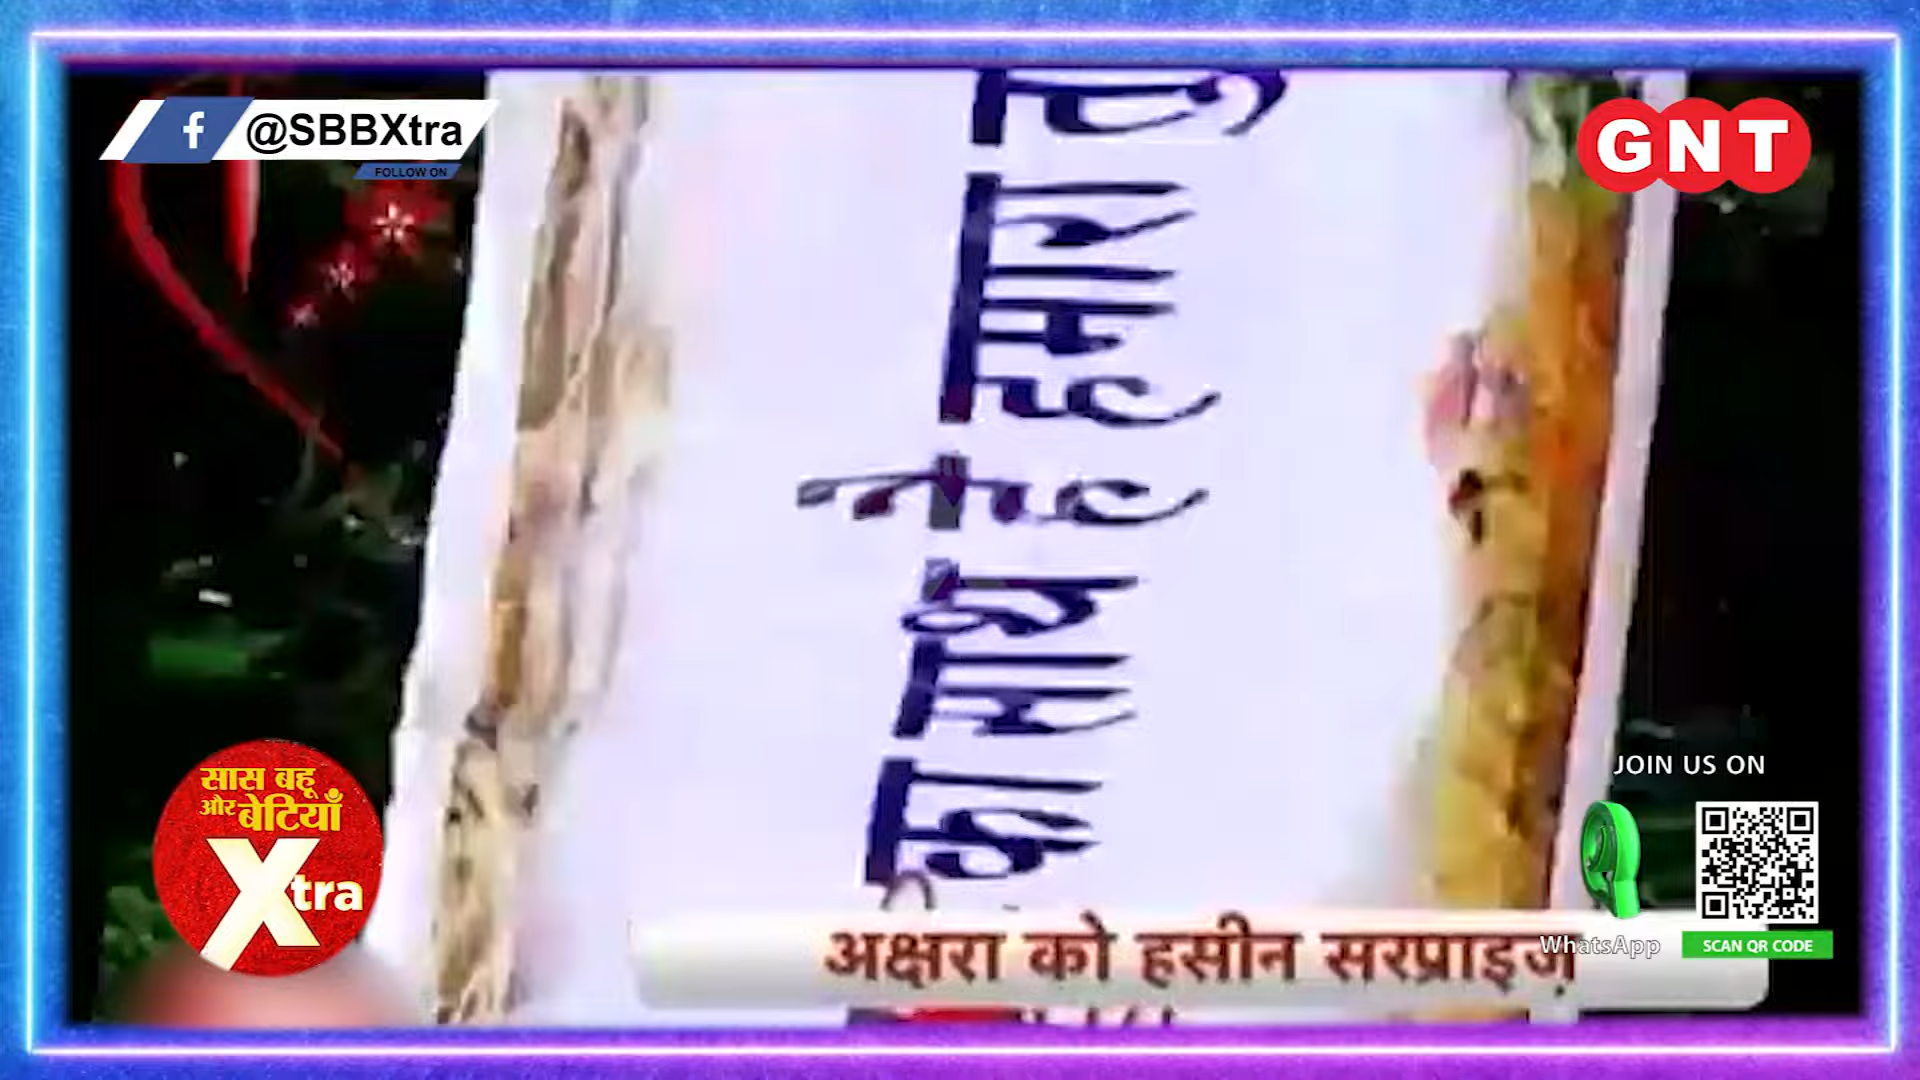 @SBBXtra
FOLLOW ON
GNT
का साथ है हमारा
सास बहू
और बेटियाँ
Xtra
JOIN US ON
WhatsApp
SCAN QR CODE
अक्षरा को हसीन सरप्राइज़